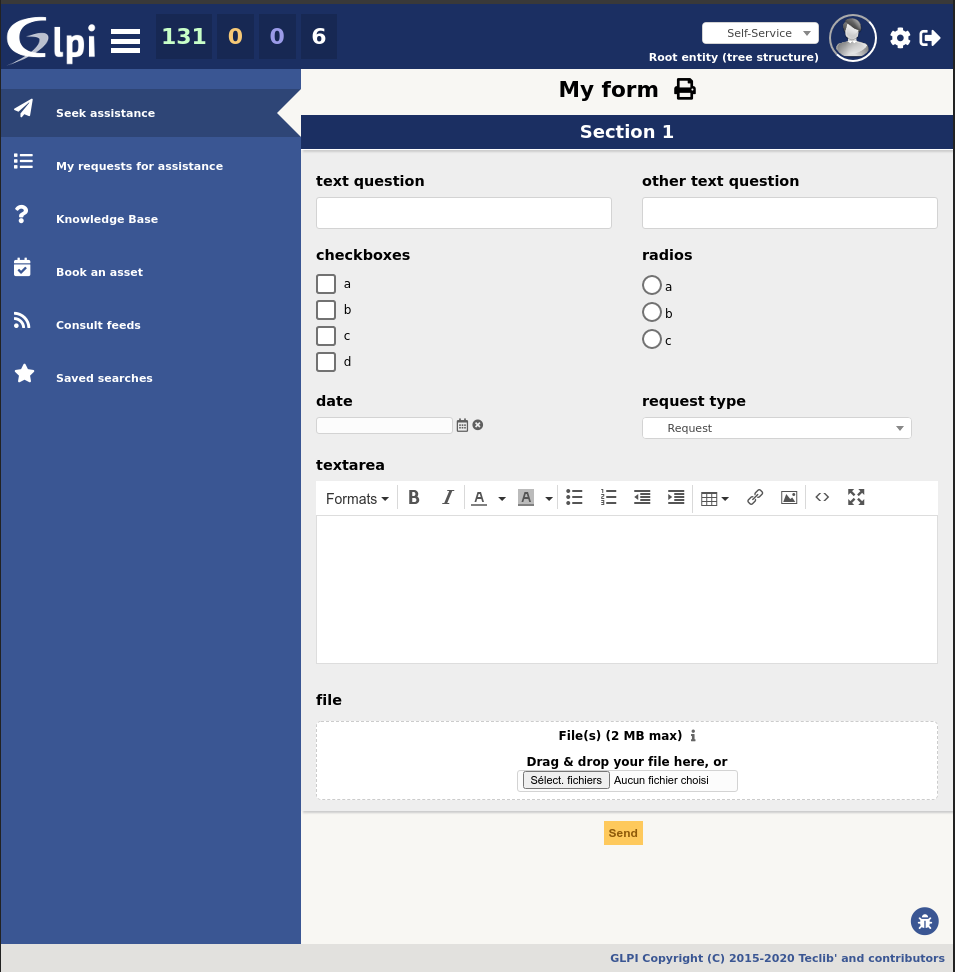 Glpi
131 0 0 6
Self-Service
Root entity (tree structure)
Seek assistance
My requests for assistance
Knowledge Base
Book an asset
Consult feeds
Saved searches
My form
Section 1
text question
other text question
checkboxes
a
b
c
d
radios
a
b
c
date
request type
Request
textarea
Formats B I A A
file
File(s) (2 MB max)
Drag & drop your file here, or
Sélect. fichiers Aucun fichier choisi
Send
GLPI Copyright (C) 2015-2020 Teclib' and contributors